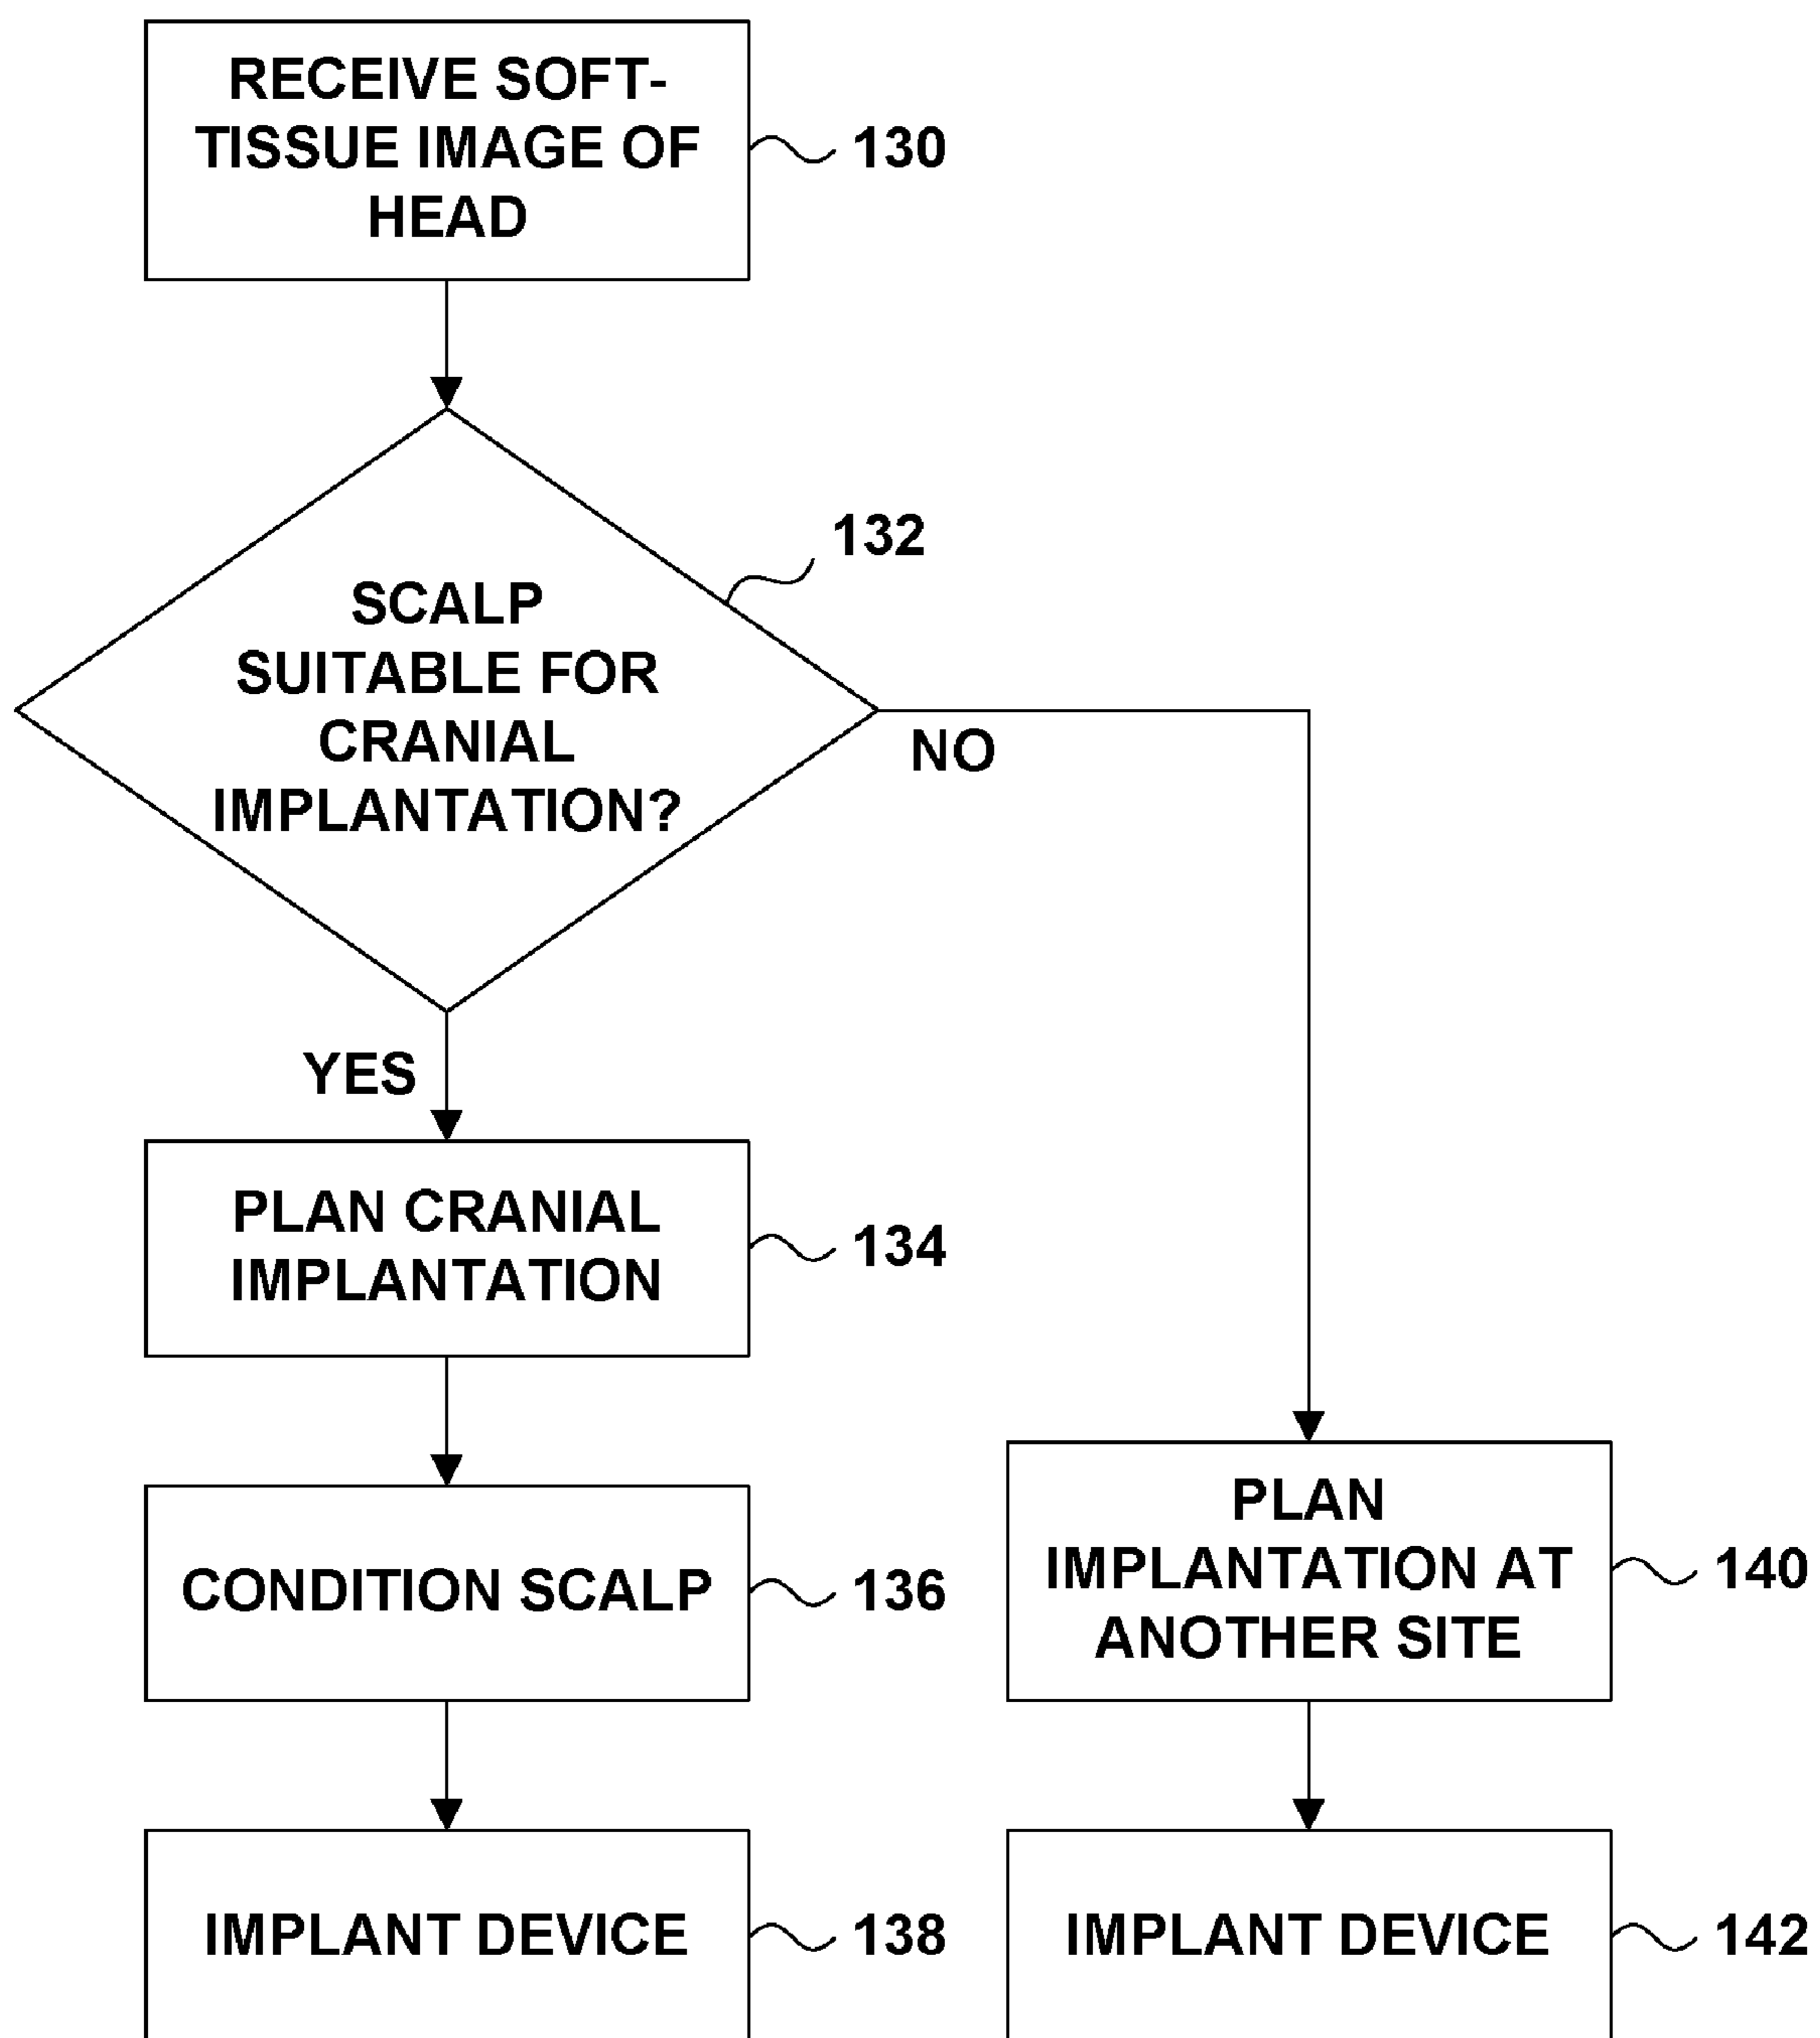 RECEIVE SOFT-
TISSUE IMAGE OF
HEAD
130
132
SCALP
SUITABLE FOR
CRANIAL
IMPLANTATION?
NO
YES
PLAN CRANIAL
IMPLANTATION
134
CONDITION SCALP
136
PLAN
IMPLANTATION AT
ANOTHER SITE
140
IMPLANT DEVICE
138
IMPLANT DEVICE
142